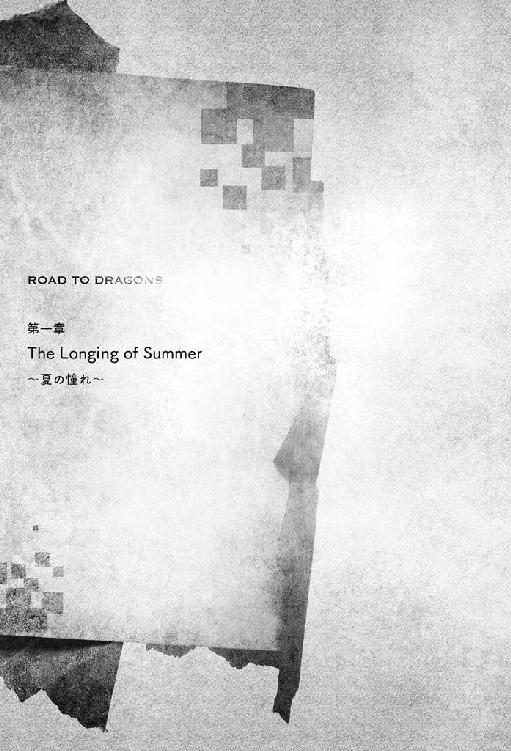 ROAD TO DRAGONS
第一章
The Longing of Summer
～夏の憧れ～